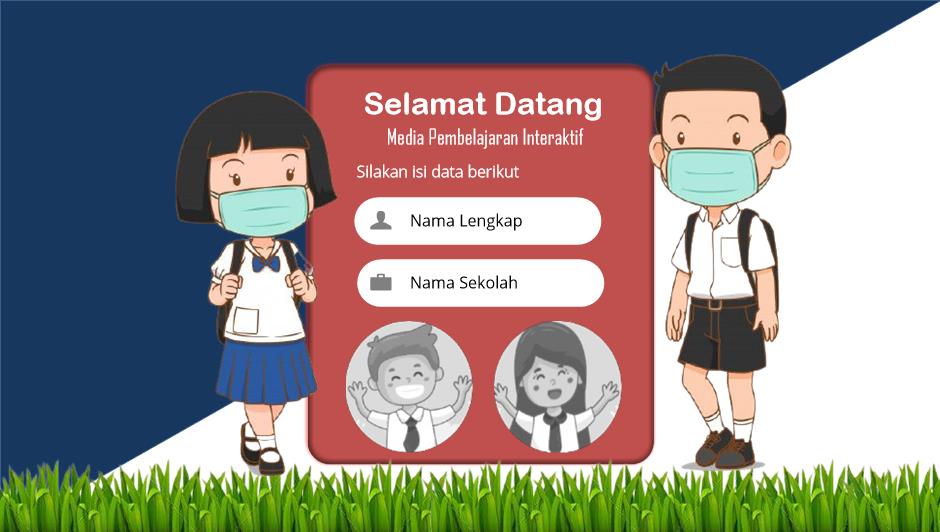 Selamat Datang
Media Pembelajaran Interaktif
Silakan isi data berikut
Nama Lengkap
Nama Sekolah